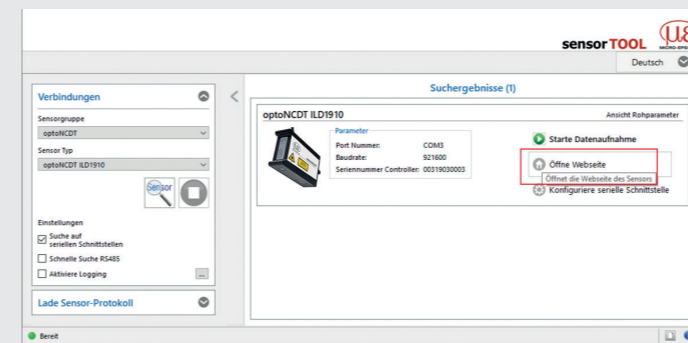 sensorTOOL
MICRO-EPS
Deutsch
Verbindungen
Sensorgruppe
optoNCDT
Sensor Typ
optoNCDT ILD1910
Sensor
Einstellungen
Suche auf
seriellen Schnittstellen
Schnelle Suche RS485
Aktiviere Logging
...
Lade Sensor-Protokoll
Suchergebnisse (1)
optoNCDT ILD1910
Ansicht Rohparameter
Parameter
Port Nummer: COM3
Baudrate: 921600
Seriennummer Controller: 00319030003
Starte Datenaufnahme
Öffne Webseite
Öffnet die Webseite des Sensors
Konfiguriere serielle Schnittstelle
Bereit